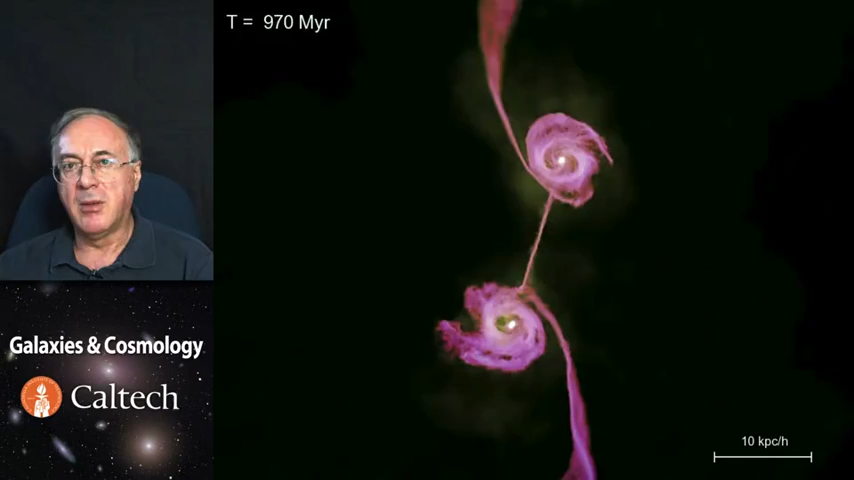 T = 970 Myr
Galaxies & Cosmology
Caltech
10 kpc/h